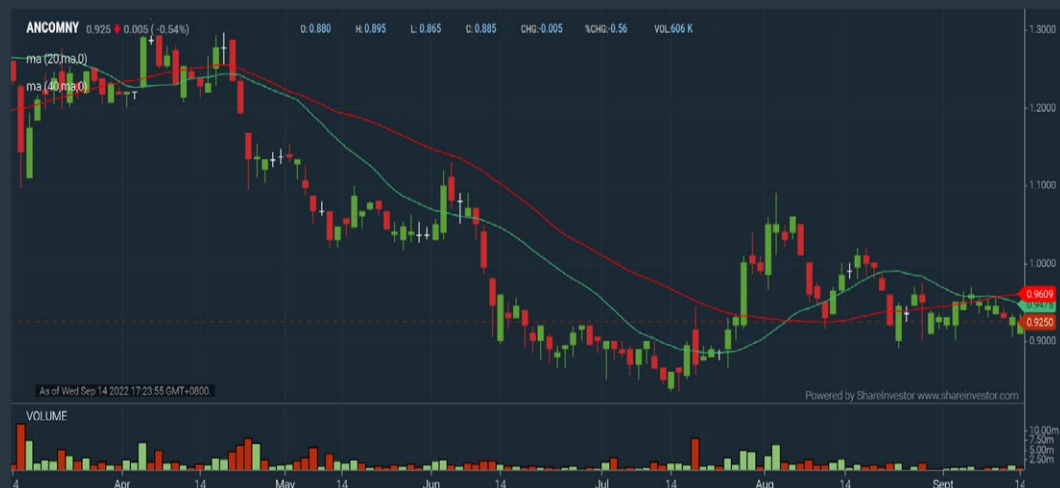 ANCOMNY 0.925 0.005 ( -0.54%) O: 0.880 H: 0.895 L: 0.865 C: 0.885 CHG:-0.005 %CHG:-0.56 VOL:606 K
ma (20,ma,0)
ma (40,ma,0)
1.3000
1.2000
1.1000
1.0000
0.9609
0.9250
0.9000
As of Wed Sep 14 2022 17:23:55 GMT+0800.
Powered by ShareInvestor www.shareinvestor.com
VOLUME
10.00m
7.50m
5.00m
2.50m
4 Apr 14 May 14 Jun 14 Jul 14 Aug 14 Sept 14